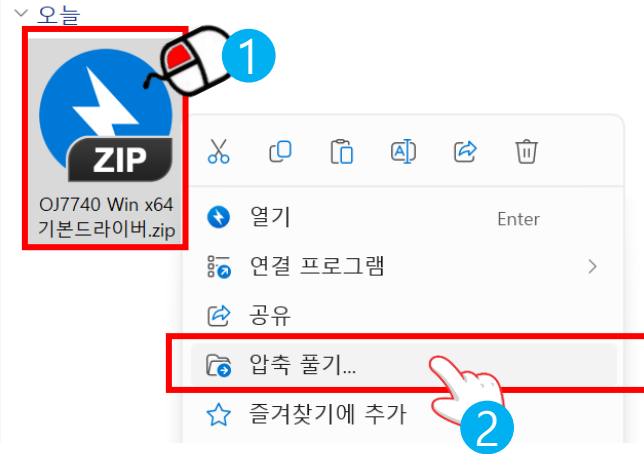 오늘
1
ZIP
OJ7740 Win x64
기본드라이버.zip
열기 Enter
연결 프로그램
공유
압축 풀기...
즐겨찾기에 추가
2